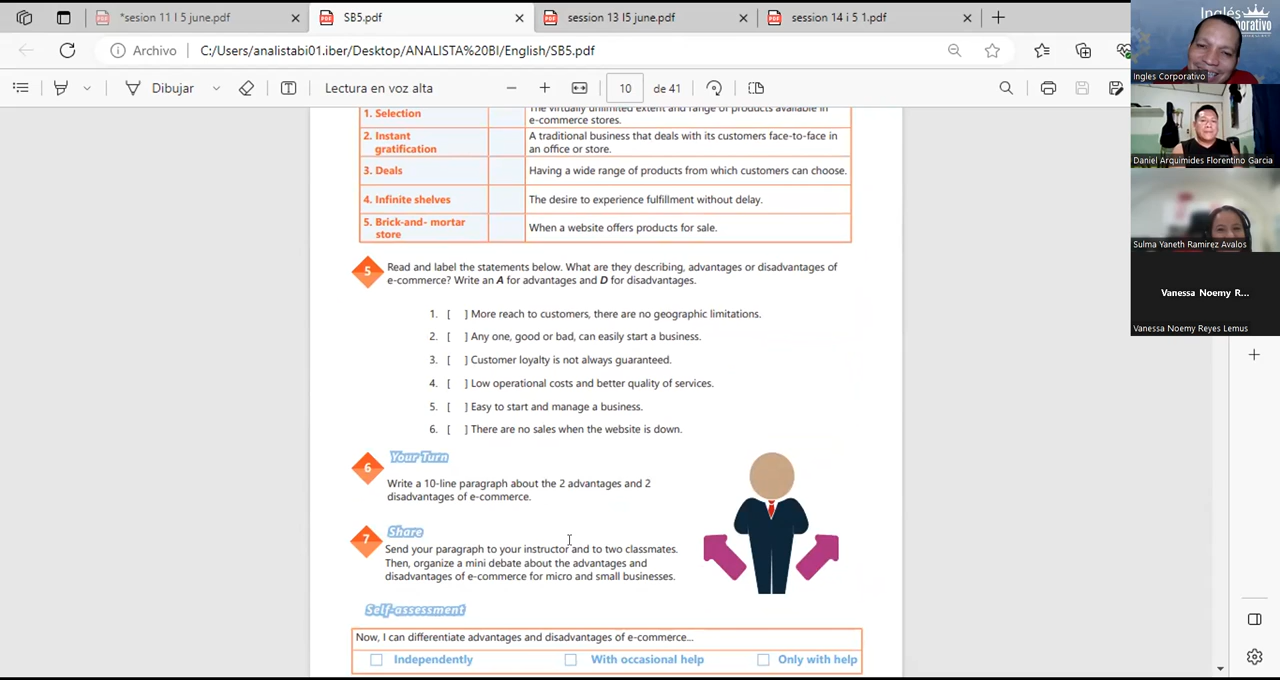 *sesion 11 I 5 june.pdf
SB5.pdf
session 13 I5 june.pdf
session 14 i 5 1.pdf
Archivo
C:/Users/analistabi01.iber/Desktop/ANALISTA%20BI/English/SB5.pdf
Dibujar
Lectura en voz alta
10
de 41
1. Selection
The virtually unlimited extent and range of products available in
e-commerce stores.
2. Instant
gratification
A traditional business that deals with its customers face-to-face in
an office or store.
3. Deals
Having a wide range of products from which customers can choose.
4. Infinite shelves
The desire to experience fulfillment without delay.
5. Brick-and- mortar
store
When a website offers products for sale.
5
Read and label the statements below. What are they describing, advantages or disadvantages of
e-commerce? Write an A for advantages and D for disadvantages.
1. [ ] More reach to customers, there are no geographic limitations.
2. [ ] Any one, good or bad, can easily start a business.
3. [ ] Customer loyalty is not always guaranteed.
4. [ ] Low operational costs and better quality of services.
5. [ ] Easy to start and manage a business.
6. [ ] There are no sales when the website is down.
6
Your Turn
Write a 10-line paragraph about the 2 advantages and 2
disadvantages of e-commerce.
7
Share
Send your paragraph to your instructor and to two classmates.
Then, organize a mini debate about the advantages and
disadvantages of e-commerce for micro and small businesses.
Self-assessment
Now, I can differentiate advantages and disadvantages of e-commerce...
Independently
With occasional help
Only with help
Ingles Corporativo
Daniel Arquimides Florentino Garcia
Sulma Yaneth Ramirez Avalos
Vanessa Noemy R...
Vanessa Noemy Reyes Lemus